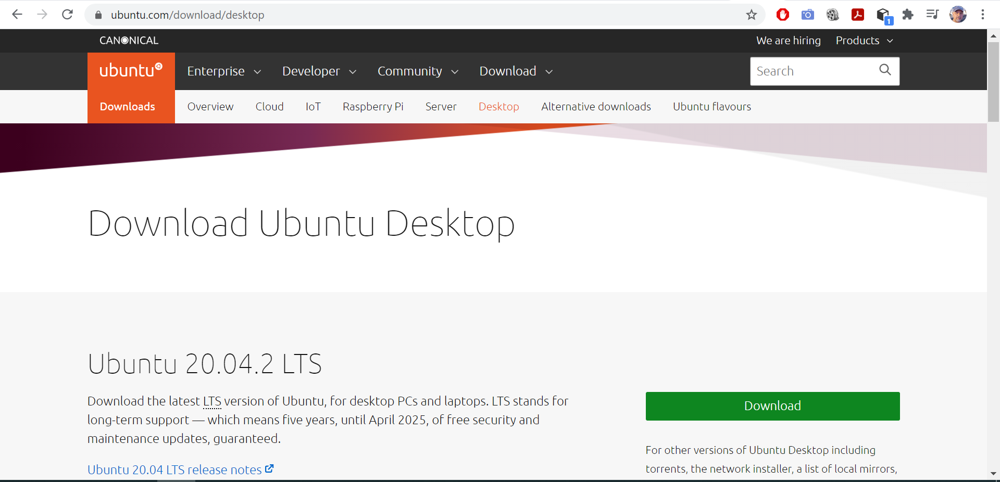 ubuntu.com/download/desktop
1
CANONICAL
We are hiring Products
ubuntu Enterprise Developer Community Download Search
Downloads Overview Cloud IoT Raspberry Pi Server Desktop Alternative downloads Ubuntu flavours
Download Ubuntu Desktop
Ubuntu 20.04.2 LTS
Download the latest LTS version of Ubuntu, for desktop PCs and laptops. LTS stands for
long-term support — which means five years, until April 2025, of free security and
maintenance updates, guaranteed.
Ubuntu 20.04 LTS release notes
Download
For other versions of Ubuntu Desktop including
torrents, the network installer, a list of local mirrors,